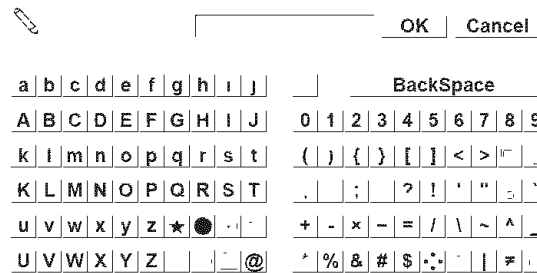 OK Cancel
a b c d e f g h i j BackSpace
A B C D E F G H I J 0 1 2 3 4 5 6 7 8 9
k l m n o p q r s t ( ) { } [ ] < >
K L M N O P Q R S T . ; ? ! ' "
u v w x y z ★ ● + - × — = / \ ~ ^ _
U V W X Y Z @ * % & # $ ∴ | ≠